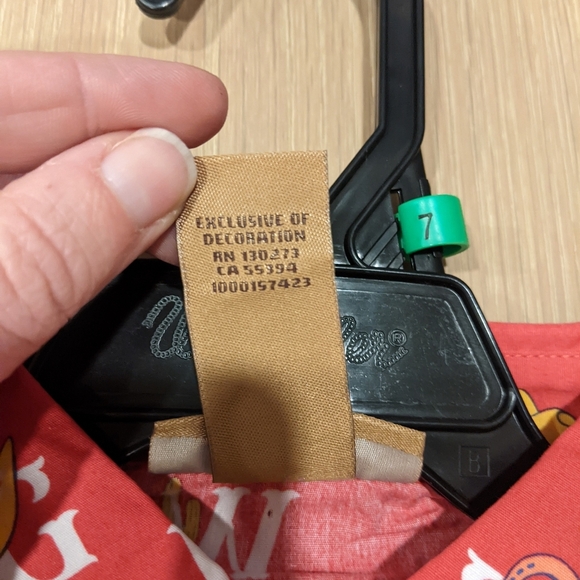 EXCLUSIVE OF
DECORATION
RN 130273
CA 55394
1000157423
7
G
W